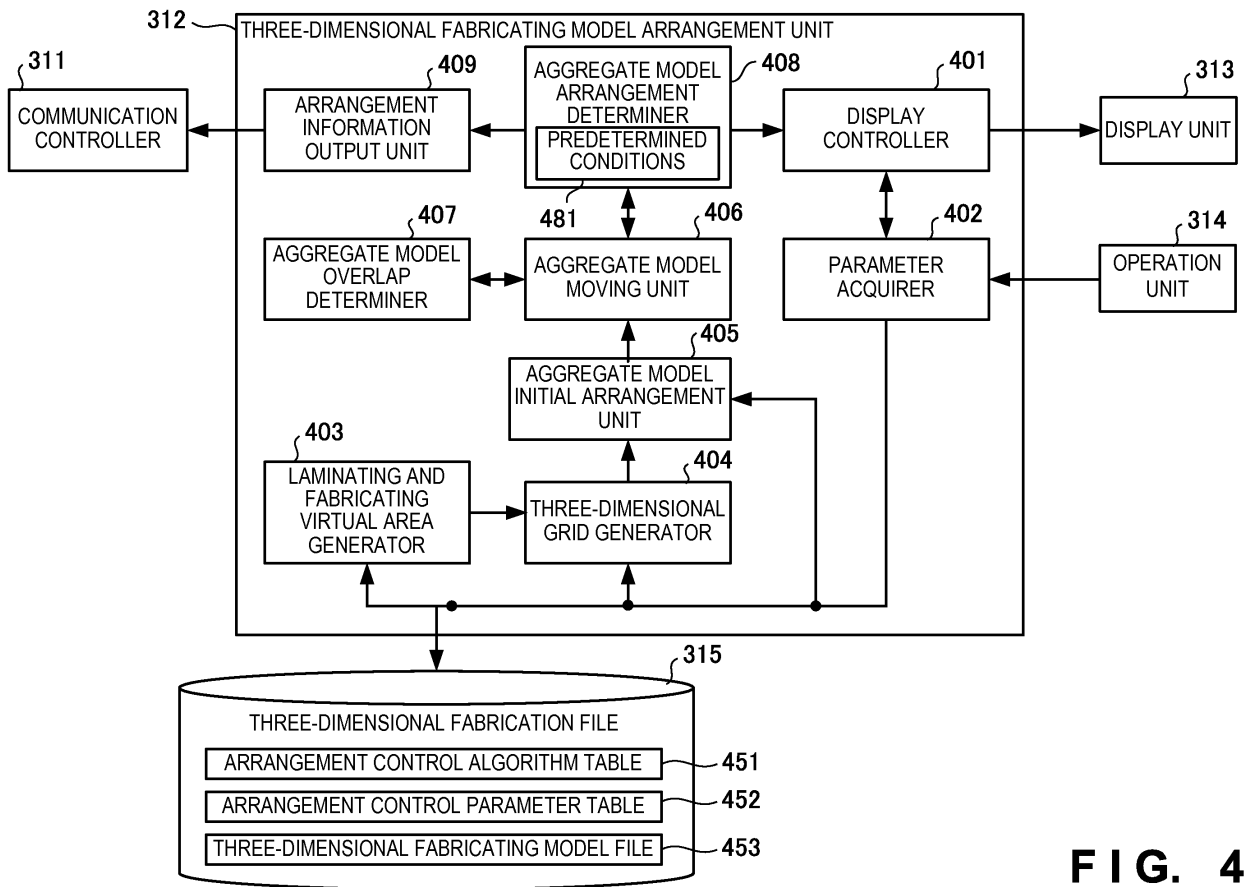 312
THREE-DIMENSIONAL FABRICATING MODEL ARRANGEMENT UNIT
311
COMMUNICATION
CONTROLLER
409
ARRANGEMENT
INFORMATION
OUTPUT UNIT
408
AGGREGATE MODEL
ARRANGEMENT
DETERMINER
PREDETERMINED
CONDITIONS
481
401
DISPLAY
CONTROLLER
313
DISPLAY UNIT
407
AGGREGATE MODEL
OVERLAP
DETERMINER
406
AGGREGATE MODEL
MOVING UNIT
402
PARAMETER
ACQUIRER
314
OPERATION
UNIT
405
AGGREGATE MODEL
INITIAL ARRANGEMENT
UNIT
403
LAMINATING AND
FABRICATING
VIRTUAL AREA
GENERATOR
404
THREE-DIMENSIONAL
GRID GENERATOR
315
THREE-DIMENSIONAL FABRICATION FILE
ARRANGEMENT CONTROL ALGORITHM TABLE
451
ARRANGEMENT CONTROL PARAMETER TABLE
452
THREE-DIMENSIONAL FABRICATING MODEL FILE
453
FIG. 4